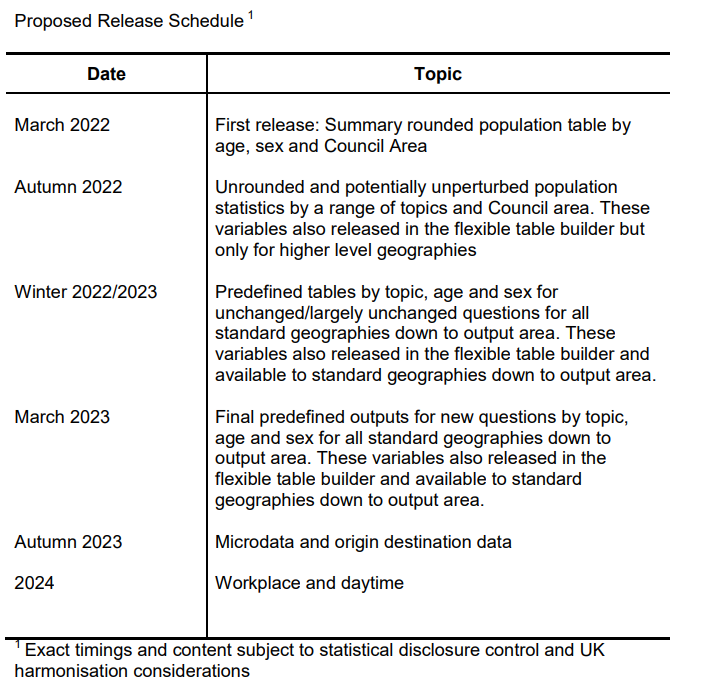 Proposed Release Schedule 1
Date Topic
March 2022 First release: Summary rounded population table by
age, sex and Council Area
Autumn 2022 Unrounded and potentially unperturbed population
statistics by a range of topics and Council area. These
variables also released in the flexible table builder but
only for higher level geographies
Winter 2022/2023 Predefined tables by topic, age and sex for
unchanged/largely unchanged questions for all
standard geographies down to output area. These
variables also released in the flexible table builder and
available to standard geographies down to output area.
March 2023 Final predefined outputs for new questions by topic,
age and sex for all standard geographies down to
output area. These variables also released in the
flexible table builder and available to standard
geographies down to output area.
Autumn 2023 Microdata and origin destination data
2024 Workplace and daytime
1 Exact timings and content subject to statistical disclosure control and UK
harmonisation considerations